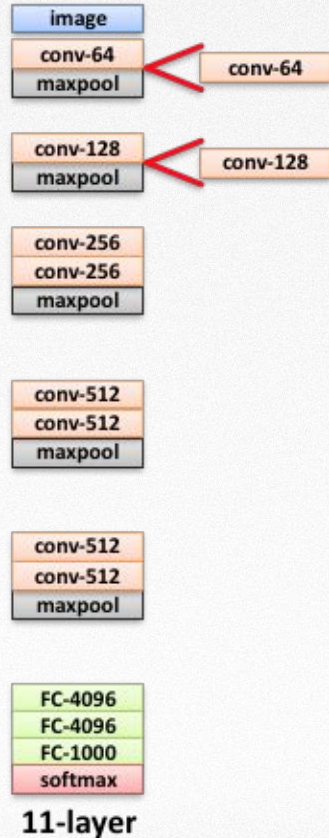 image
conv-64
maxpool
conv-64
conv-128
maxpool
conv-128
conv-256
conv-256
maxpool
conv-512
conv-512
maxpool
conv-512
conv-512
maxpool
FC-4096
FC-4096
FC-1000
softmax
11-layer